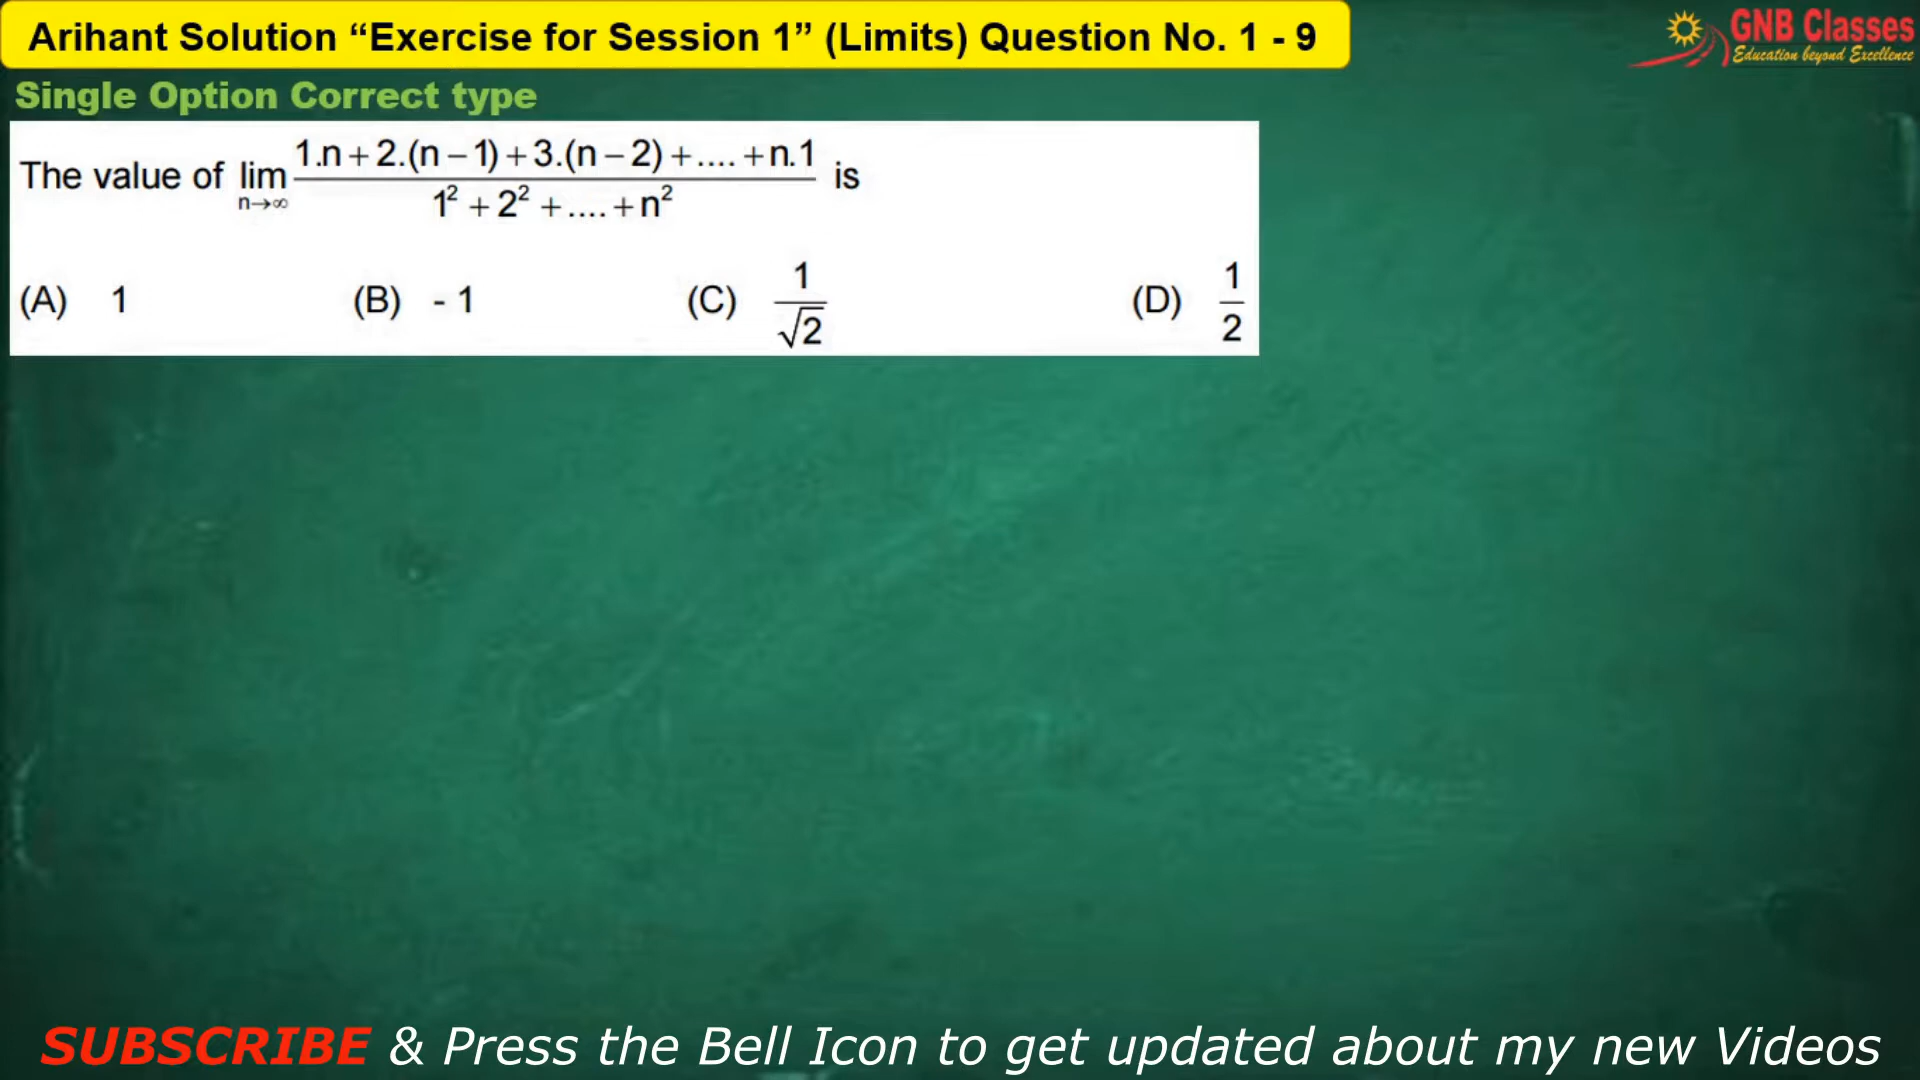 Arihant Solution “Exercise for Session 1” (Limits) Question No. 1 - 9
GNB Classes
Education beyond Excellence
Single Option Correct type
The value of lim n→∞ (1.n + 2.(n – 1) + 3.(n – 2) + .... + n.1) / (1² + 2² + .... + n²) is
(A) 1 (B) - 1 (C) 1/√2 (D) 1/2
SUBSCRIBE & Press the Bell Icon to get updated about my new Videos